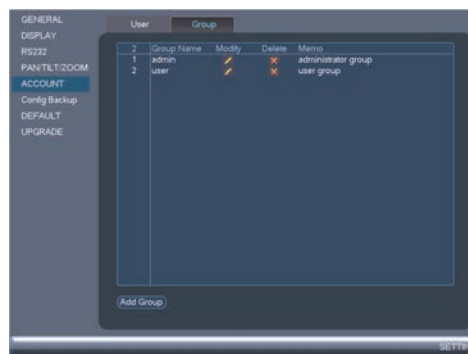 GENERAL
DISPLAY
RS232
PAN/TILT/ZOOM
ACCOUNT
Config Backup
DEFAULT
UPGRADE
User Group
2 Group Name Modify Delete Memo
1 admin administrator group
2 user user group
Add Group